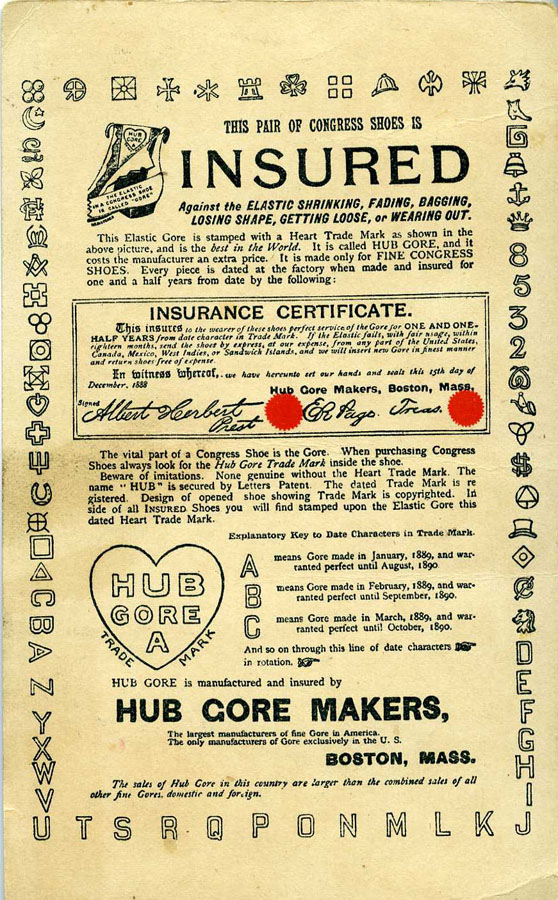 THIS PAIR OF CONGRESS SHOES IS
INSURED
HUB
GORE
A
THE ELASTIC
IN A CONGRESS SHOE
IS CALLED "GORE"
Against the ELASTIC SHRINKING, FADING, BAGGING,
LOSING SHAPE, GETTING LOOSE, or WEARING OUT.
This Elastic Gore is stamped with a Heart Trade Mark as shown in the
above picture, and is the best in the World. It is called HUB GORE, and it
costs the manufacturer an extra price. It is made only for FINE CONGRESS
SHOES. Every piece is dated at the factory when made and insured for
one and a half years from date by the following:
INSURANCE CERTIFICATE.
This insures to the wearer of these shoes perfect service of the Gore for ONE AND ONE-
HALF YEARS from date character in Trade Mark. If the Elastic fails, with fair usage, within
eighteen months, send the shoe by express, at our expense, from any part of the United States,
Canada, Mexico, West Indies, or Sandwich Islands, and we will insert new Gore in finest manner
and return shoes free of expense.
In witness whereof, we have hereunto set our hands and seals this 15th day of
December, 1888
Hub Gore Makers, Boston, Mass.
Signed
Albert Herbert
Prest
E R Page. Treas.
The vital part of a Congress Shoe is the Gore. When purchasing Congress
Shoes always look for the Hub Gore Trade Mark inside the shoe.
Beware of imitations. None genuine without the Heart Trade Mark. The
name "HUB" is secured by Letters Patent. The dated Trade Mark is re
gistered. Design of opened shoe showing Trade Mark is copyrighted. In
side of all INSURED Shoes you will find stamped upon the Elastic Gore this
dated Heart Trade Mark.
Explanatory Key to Date Characters in Trade Mark.
HUB
GORE
A
TRADE MARK
A means Gore made in January, 1889, and war-
ranted perfect until August, 1890
B means Gore made in February, 1889, and war-
ranted perfect until September, 1890.
C means Gore made in March, 1889, and war-
ranted perfect until October, 1890.
And so on through this line of date characters
in rotation.
HUB GORE is manufactured and insured by
HUB GORE MAKERS,
The largest manufacturers of fine Gore in America.
The only manufacturers of Gore exclusively in the U. S.
BOSTON, MASS.
The sales of Hub Gore in this country are larger than the combined sales of all
other fine Gores, domestic and foreign.
8
5
3
2
$
D
E
F
G
H
I
J
K
L
M
N
O
P
Q
R
S
T
U
V
W
X
Y
Z
A
B
C